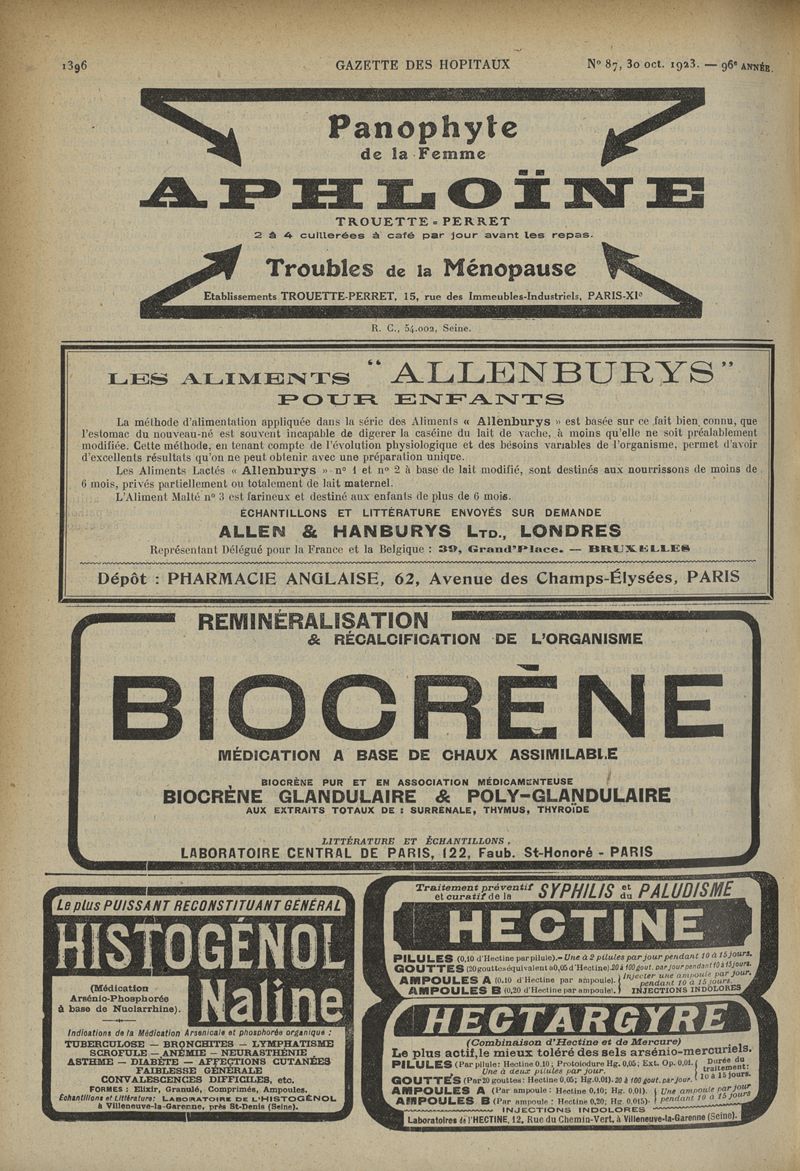 1396
GAZETTE DES HOPITAUX
N° 87, 30 oct. 1923. — 96e ANNÉE.
Panophyte
de la Femme
APHLOÏNE
TROUETTE-PERRET
2 à 4 cuillerées à café par jour avant les repas.
Troubles de la Ménopause
Etablissements TROUETTE-PERRET, 15, rue des Immeubles-Industriels, PARIS-XIe
R. C., 54.002, Seine.
LES ALIMENTS “ALLENBURYS”
POUR ENFANTS
La méthode d'alimentation appliquée dans la série des Aliments « Allenburys » est basée sur ce fait bien connu, que
l'estomac du nouveau-né est souvent incapable de digerer la caséine du lait de vache, à moins qu'elle ne soit préalablement
modifiée. Cette méthode, en tenant compte de l'évolution physiologique et des besoins variables de l'organisme, permet d'avoir
d'excellents résultats qu'on ne peut obtenir avec une préparation unique.
Les Aliments Lactés « Allenburys » n° 1 et n° 2 à base de lait modifié, sont destinés aux nourrissons de moins de
6 mois, privés partiellement ou totalement de lait maternel.
L'Aliment Malté n° 3 est farineux et destiné aux enfants de plus de 6 mois.
ÉCHANTILLONS ET LITTÉRATURE ENVOYÉS SUR DEMANDE
ALLEN & HANBURYS LTD., LONDRES
Représentant Délégué pour la France et la Belgique : 39, Grand'Place. — BRUXELLES
Dépôt : PHARMACIE ANGLAISE, 62, Avenue des Champs-Élysées, PARIS
REMINÉRALISATION
& RÉCALCIFICATION DE L'ORGANISME
BIOCRÈNE
MÉDICATION A BASE DE CHAUX ASSIMILABLE
BIOCRÈNE PUR ET EN ASSOCIATION MÉDICAMENTEUSE
BIOCRÈNE GLANDULAIRE & POLY-GLANDULAIRE
AUX EXTRAITS TOTAUX DE : SURRENALE, THYMUS, THYROÏDE
LITTÉRATURE ET ÉCHANTILLONS.
LABORATOIRE CENTRAL DE PARIS, 122, Faub. St-Honoré - PARIS
Le plus PUISSANT RECONSTITUANT GÉNÉRAL
HISTOGÉNOL
Naline
(Médication
Arsénio-Phosphorée
à base de Nuclarrhine).
Indications de la Médication Arsenicale et phosphorée organique :
TUBERCULOSE — BRONCHITES — LYMPHATISME
SCROFULE — ANÉMIE — NEURASTHÉNIE
ASTHME — DIABÈTE — AFFECTIONS CUTANÉES
FAIBLESSE GÉNÉRALE
CONVALESCENCES DIFFICILES, etc.
FORMES : Elixir, Granulé, Comprimés, Ampoules.
Échantillons et Littérature: LABORATOIRE DE L'HISTOGÉNOL
à Villeneuve-la-Garenne, près St-Denis (Seine).
Traitement préventif et curatif de la SYPHILIS et du PALUDISME
HECTINE
PILULES (0,10 d'Hectine par pilule).- Une à 2 pilules par jour pendant 10 à 15 jours.
GOUTTES (20 gouttes équivalent à 0,05 d'Hectine) 20 à 100 gout. par jour pendant 10 à 15 jours.
AMPOULES A (0.10 d'Hectine par ampoule). Injecter une ampoule par jour
AMPOULES B (0,20 d'Hectine par ampoule). pendant 10 à 15 jours.
INJECTIONS INDOLORES
HECTARGYRE
(Combinaison d'Hectine et de Mercure)
Le plus actif, le mieux toléré des sels arsénio-mercuriels.
PILULES (Par pilule: Hectine 0,10; Protoiodure Hg. 0,05; Ext. Op. 0,01.
Une à deux pilules par jour.
GOUTTES (Par 20 gouttes : Hectine 0,05; Hg. 0.01). 20 à 100 gout. par jour.
Durée du traitement: 10 à 15 jours.
AMPOULES A (Par ampoule : Hectine 0,10; Hg. 0.01). Une ampoule par jour
AMPOULES B (Par ampoule : Hectine 0,20; Hg. 0,015). pendant 10 à 15 jours
INJECTIONS INDOLORES
Laboratoires de l'HECTINE, 12, Rue du Chemin-Vert, à Villeneuve-la-Garenne (Seine).